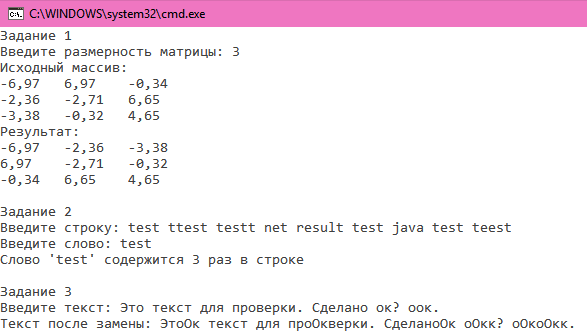 C:\WINDOWS\system32\cmd.exe
Задание 1
Введите размерность матрицы: 3
Исходный массив:
-6,97 6,97 -0,34
-2,36 -2,71 6,65
-3,38 -0,32 4,65
Результат:
-6,97 -2,36 -3,38
6,97 -2,71 -0,32
-0,34 6,65 4,65
Задание 2
Введите строку: test ttest testt net result test java test teest
Введите слово: test
Слово 'test' содержится 3 раз в строке
Задание 3
Введите текст: Это текст для проверки. Сделано ок? оок.
Текст после замены: ЭтоОк текст для проОкверки. СделаноОк оОкк? оОкоОкк.